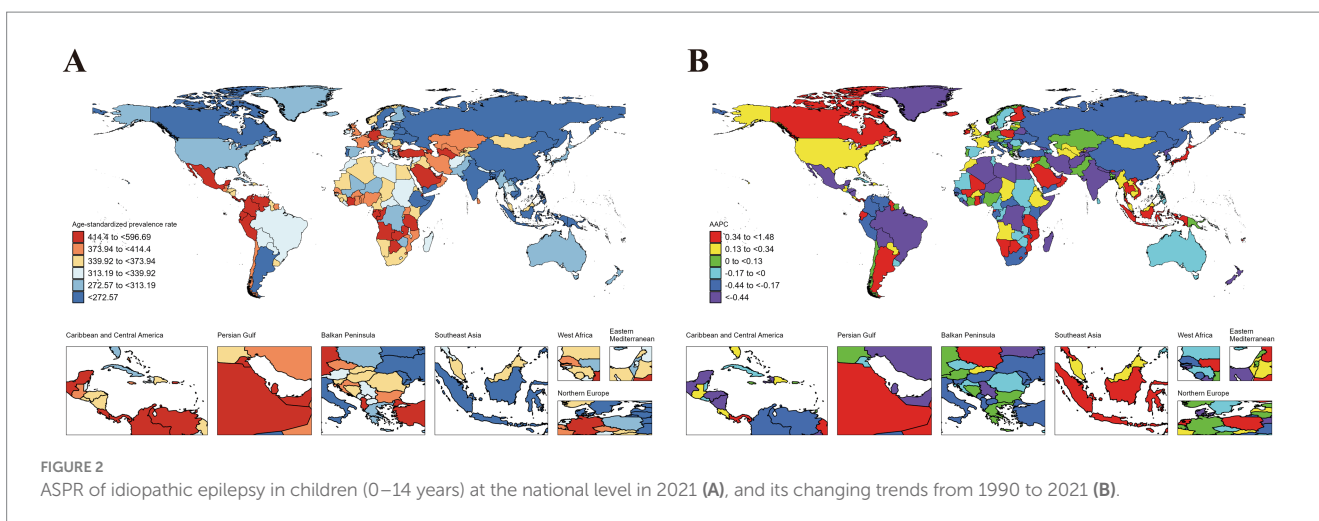 A
B
Age-standardized prevalence rate
414.4 to <596.69
373.94 to <414.4
339.92 to <373.94
313.19 to <339.92
272.57 to <313.19
<272.57
AAPC
0.34 to <1.48
0.13 to <0.34
0 to <0.13
-0.17 to <0
-0.44 to <-0.17
<-0.44
Caribbean and Central America
Persian Gulf
Balkan Peninsula
Southeast Asia
West Africa
Eastern
Mediterranean
Northern Europe
Caribbean and Central America
Persian Gulf
Balkan Peninsula
Southeast Asia
West Africa
Eastern
Mediterranean
Northern Europe
FIGURE 2
ASPR of idiopathic epilepsy in children (0–14 years) at the national level in 2021 (A), and its changing trends from 1990 to 2021 (B).